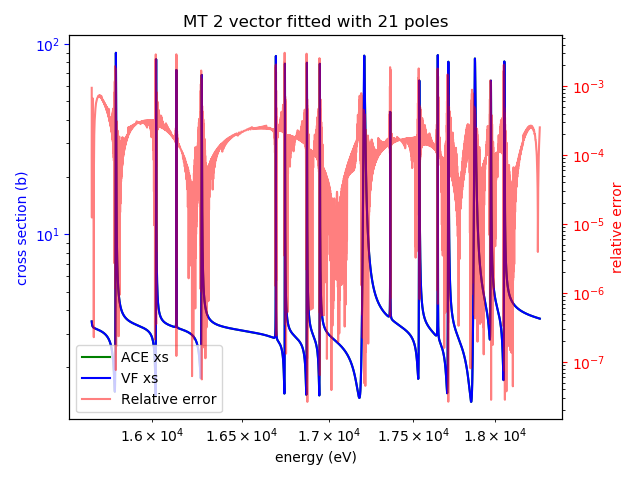 MT 2 vector fitted with 21 poles
10²
10¹
cross section (b)
10⁻³
10⁻⁴
10⁻⁵
10⁻⁶
10⁻⁷
relative error
ACE xs
VF xs
Relative error
1.6 × 10⁴ 1.65 × 10⁴ 1.7 × 10⁴ 1.75 × 10⁴ 1.8 × 10⁴
energy (eV)